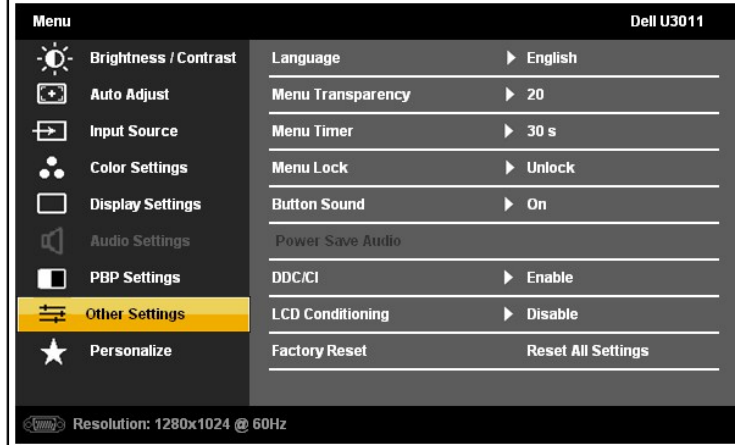 Menu Dell U3011
Brightness / Contrast Language English
Auto Adjust Menu Transparency 20
Input Source Menu Timer 30 s
Color Settings Menu Lock Unlock
Display Settings Button Sound On
Audio Settings Power Save Audio
PBP Settings DDC/CI Enable
Other Settings LCD Conditioning Disable
Personalize Factory Reset Reset All Settings
Resolution: 1280x1024 @ 60Hz